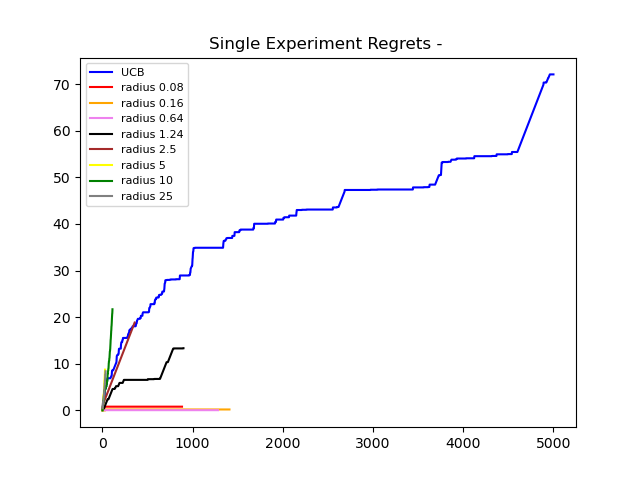 Single Experiment Regrets -
70
60
50
40
30
20
10
0
UCB
radius 0.08
radius 0.16
radius 0.64
radius 1.24
radius 2.5
radius 5
radius 10
radius 25
0 1000 2000 3000 4000 5000